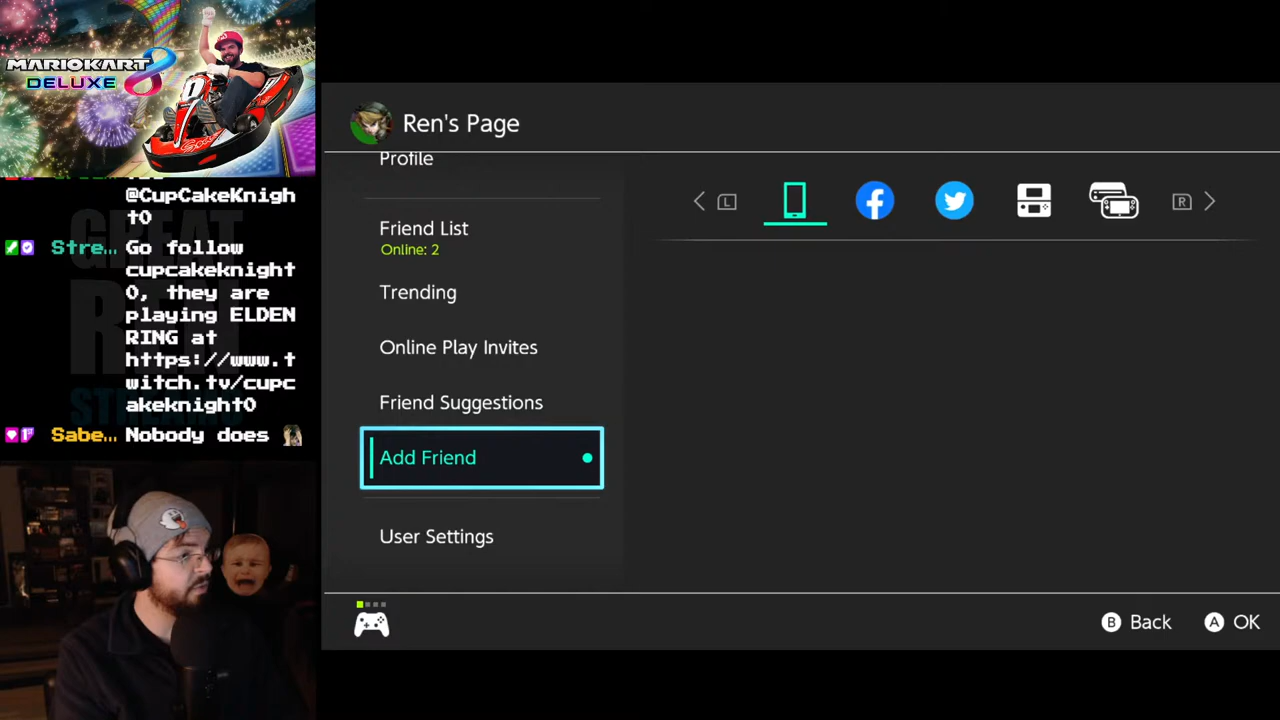 MARIOKART 8
DELUXE
@CupCakeKnigh
t0
Stre... Go follow
cupcakeknight
0, they are
playing ELDEN
RING at
https://www.t
witch.tv/cupc
akeknight0
Sabe... Nobody does
GREAT
REN
Ren's Page
Profile
Friend List
Online: 2
Trending
Online Play Invites
Friend Suggestions
Add Friend
User Settings
L
R
B Back
A OK